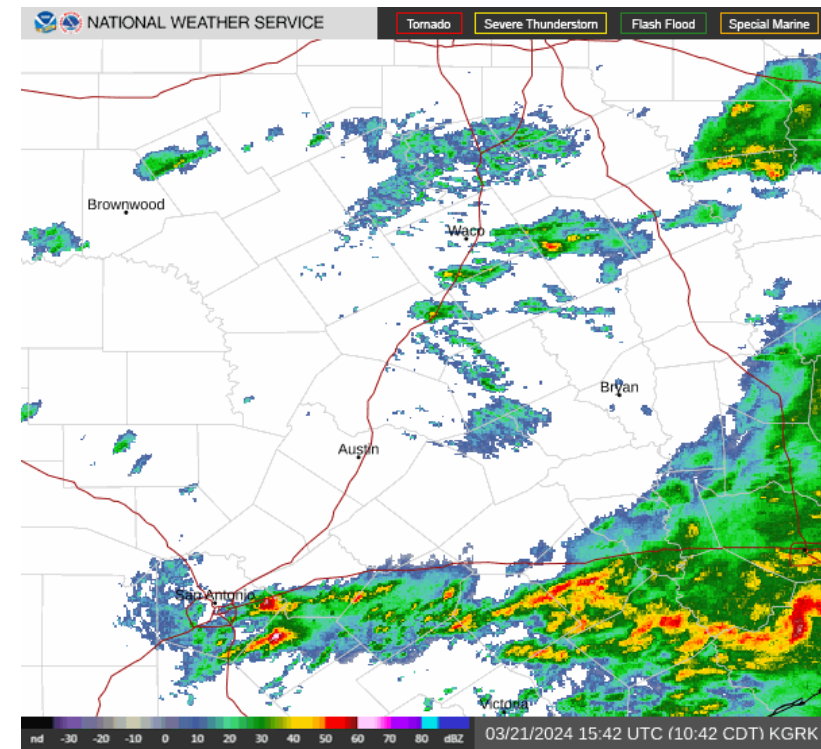 NATIONAL WEATHER SERVICE
Tornado Severe Thunderstorm Flash Flood Special Marine
Brownwood
Waco
Bryan
Austin
San Antonio
Victoria
nd -30 -20 -10 0 10 20 30 40 50 60 70 80 dBZ
03/21/2024 15:42 UTC (10:42 CDT) KGRK